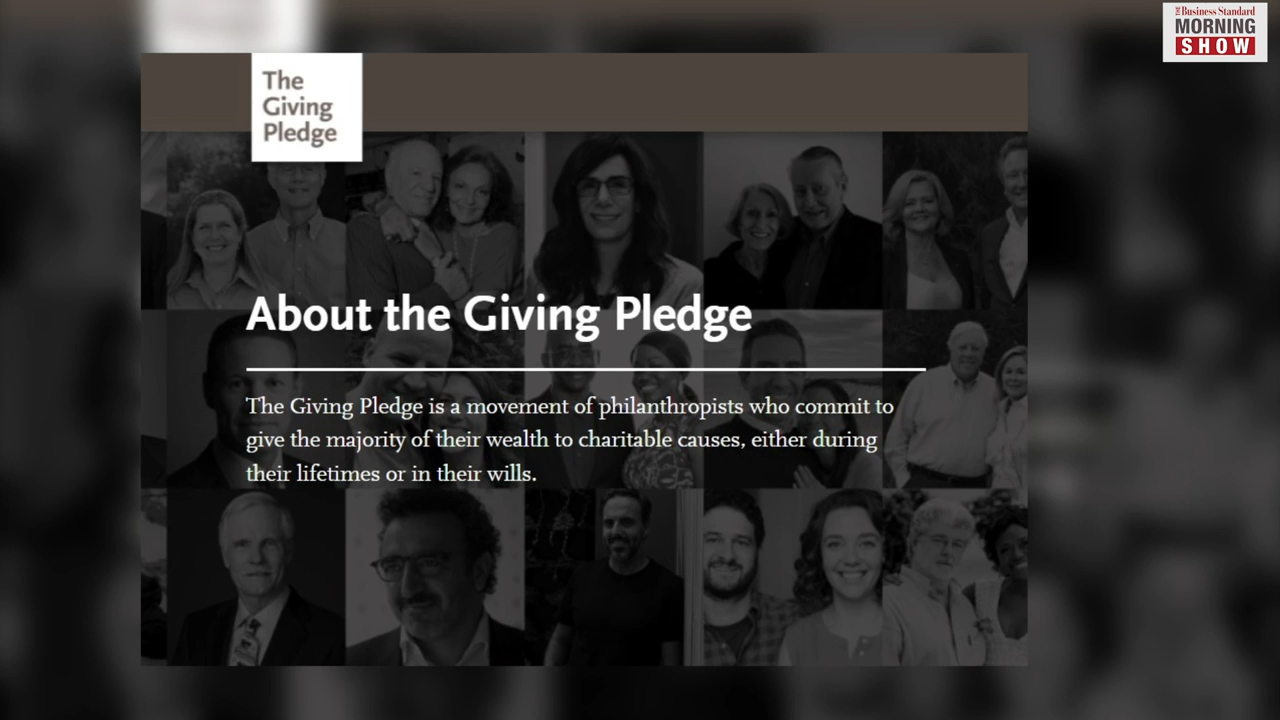 THE Business Standard
MORNING
SHOW
The
Giving
Pledge
About the Giving Pledge
The Giving Pledge is a movement of philanthropists who commit to
give the majority of their wealth to charitable causes, either during
their lifetimes or in their wills.